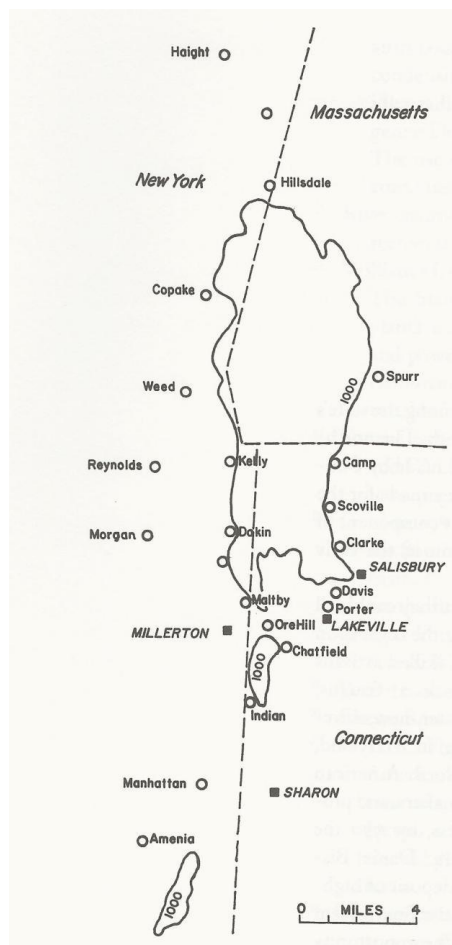 Haight
Massachusetts
New York
Hillsdale
Copake
Spurr
1000
Weed
Reynolds
Kelly
Camp
Scoville
Morgan
Dakin
Clarke
SALISBURY
Davis
Maltby
Porter
MILLERTON
OreHill
LAKEVILLE
Chatfield
1000
Indian
Connecticut
Manhattan
SHARON
Amenia
1000
0 MILES 4